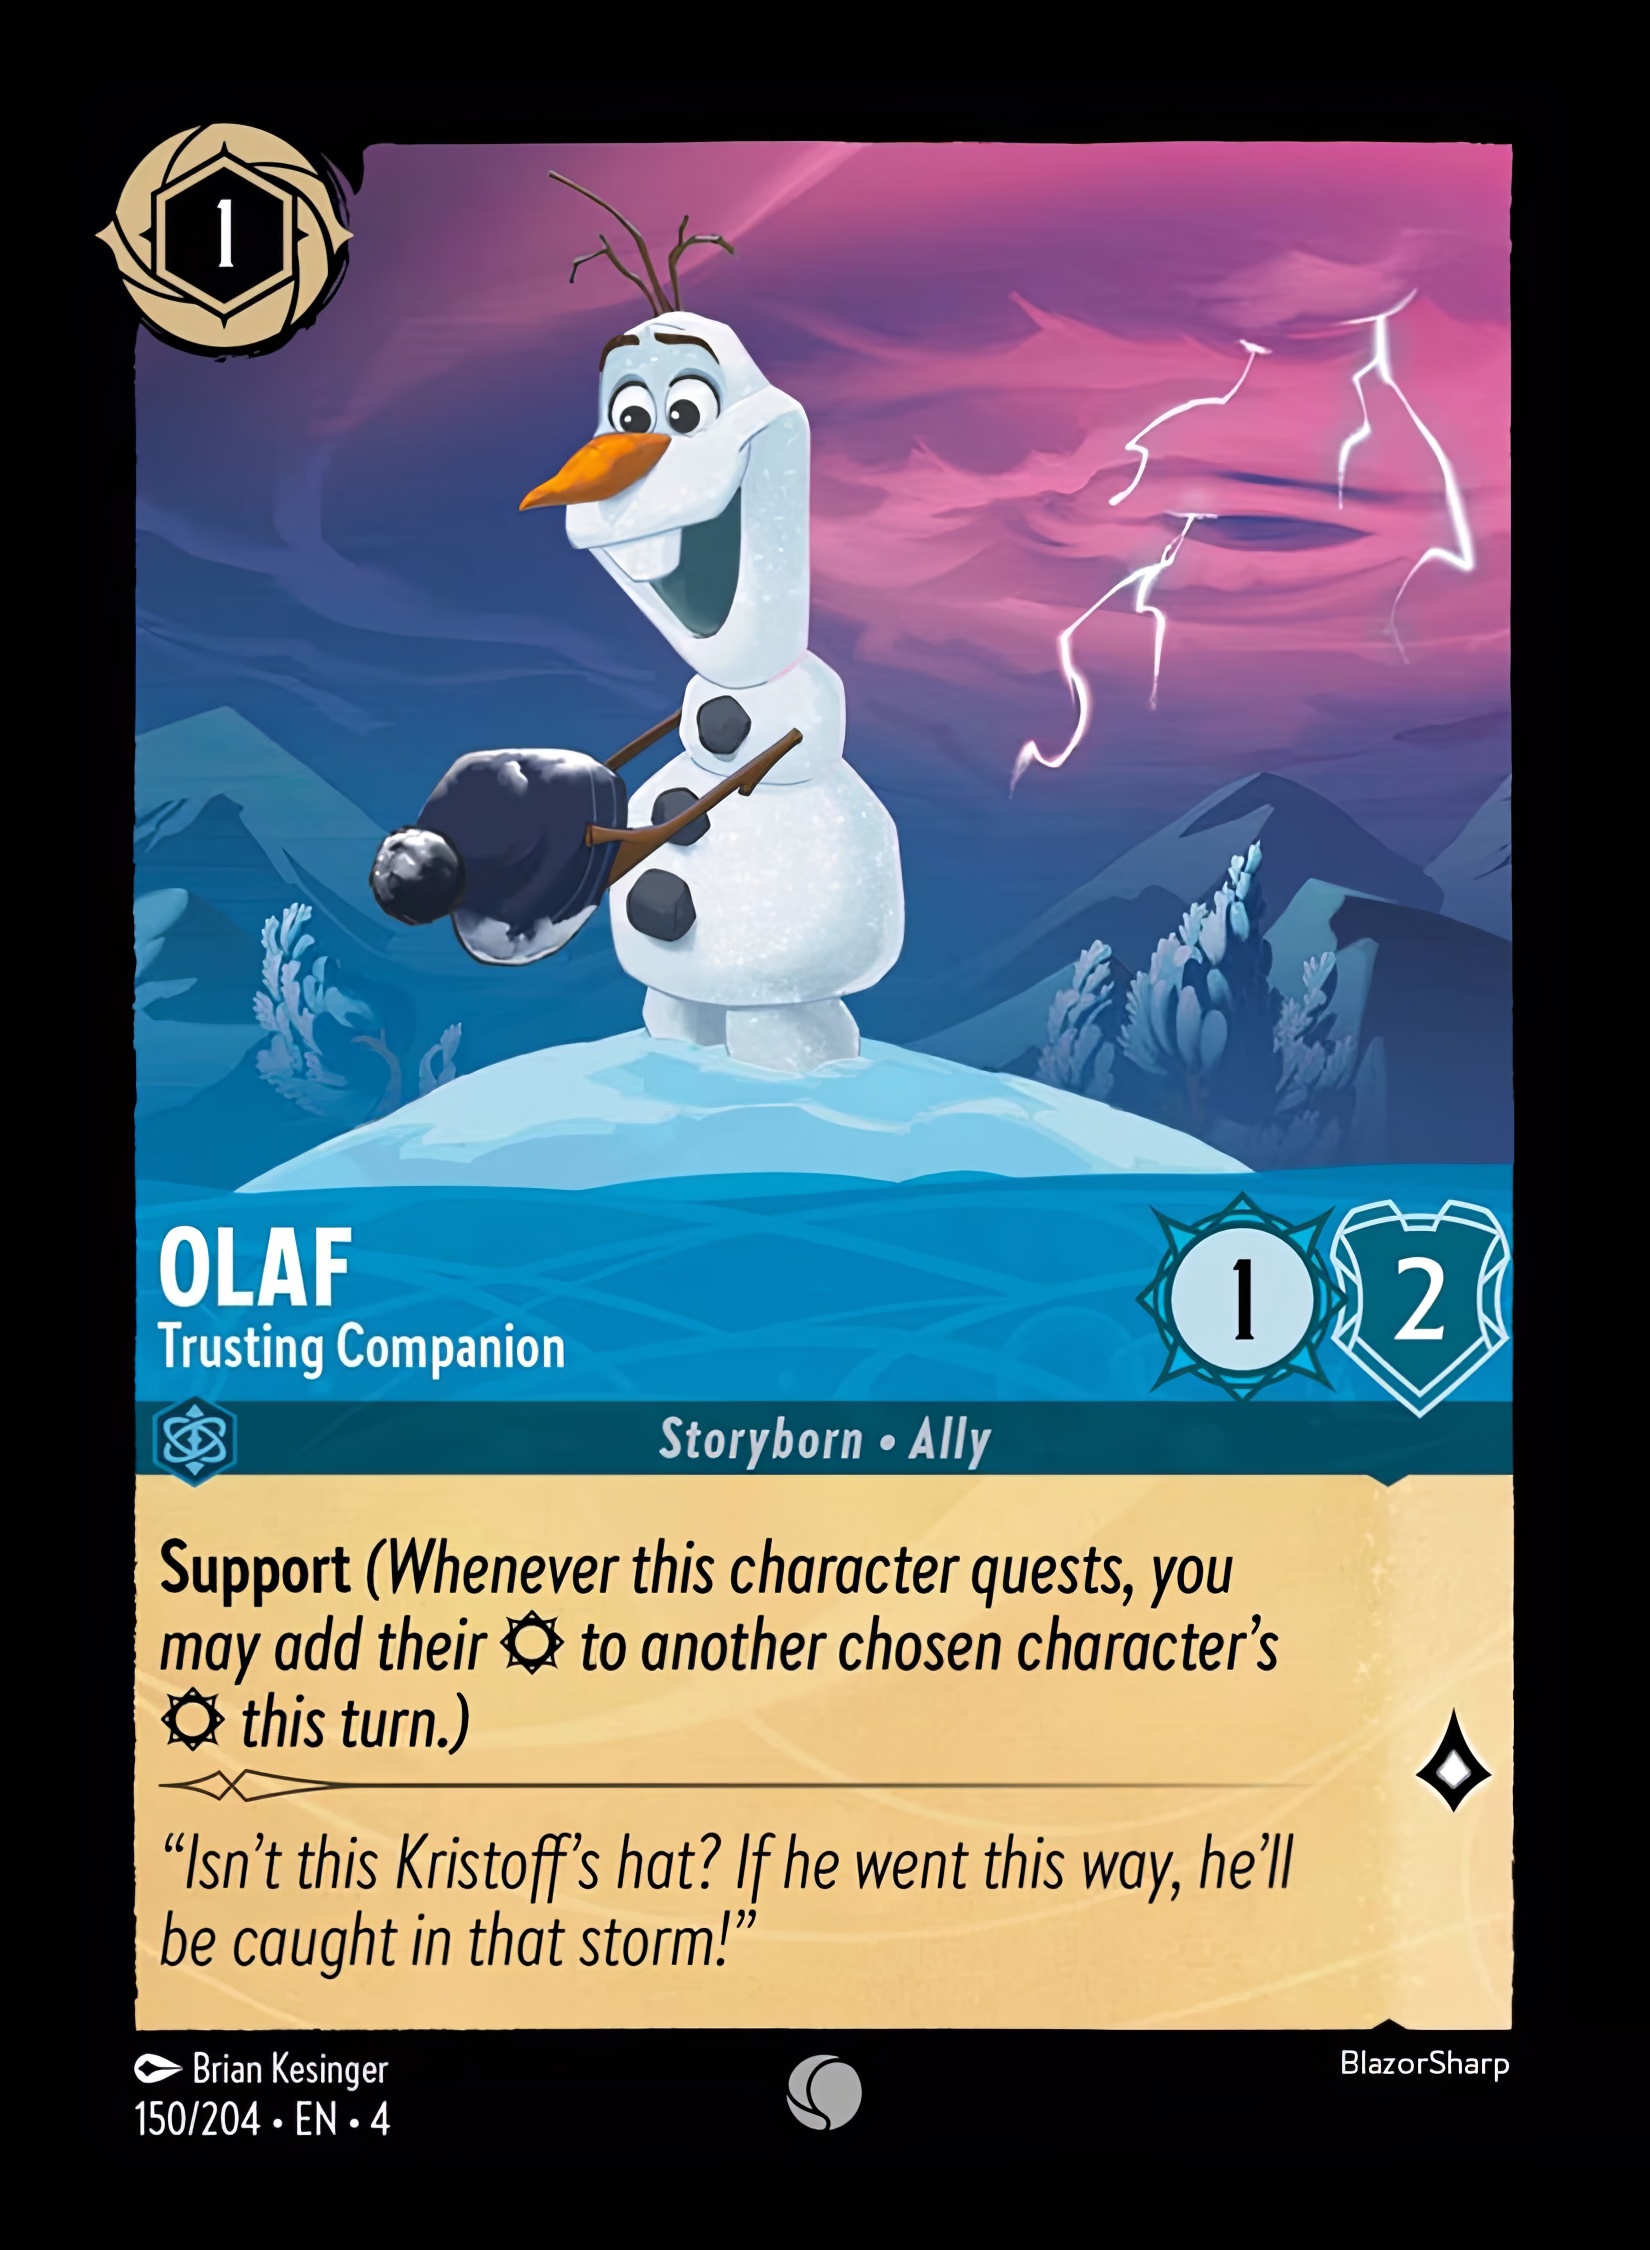 1
OLAF
Trusting Companion
1 2
Storyborn • Ally
Support (Whenever this character quests, you
may add their to another chosen character’s
this turn.)
“Isn’t this Kristoff’s hat? If he went this way, he’ll
be caught in that storm!”
Brian Kesinger
BlazorSharp
150/204 • EN • 4